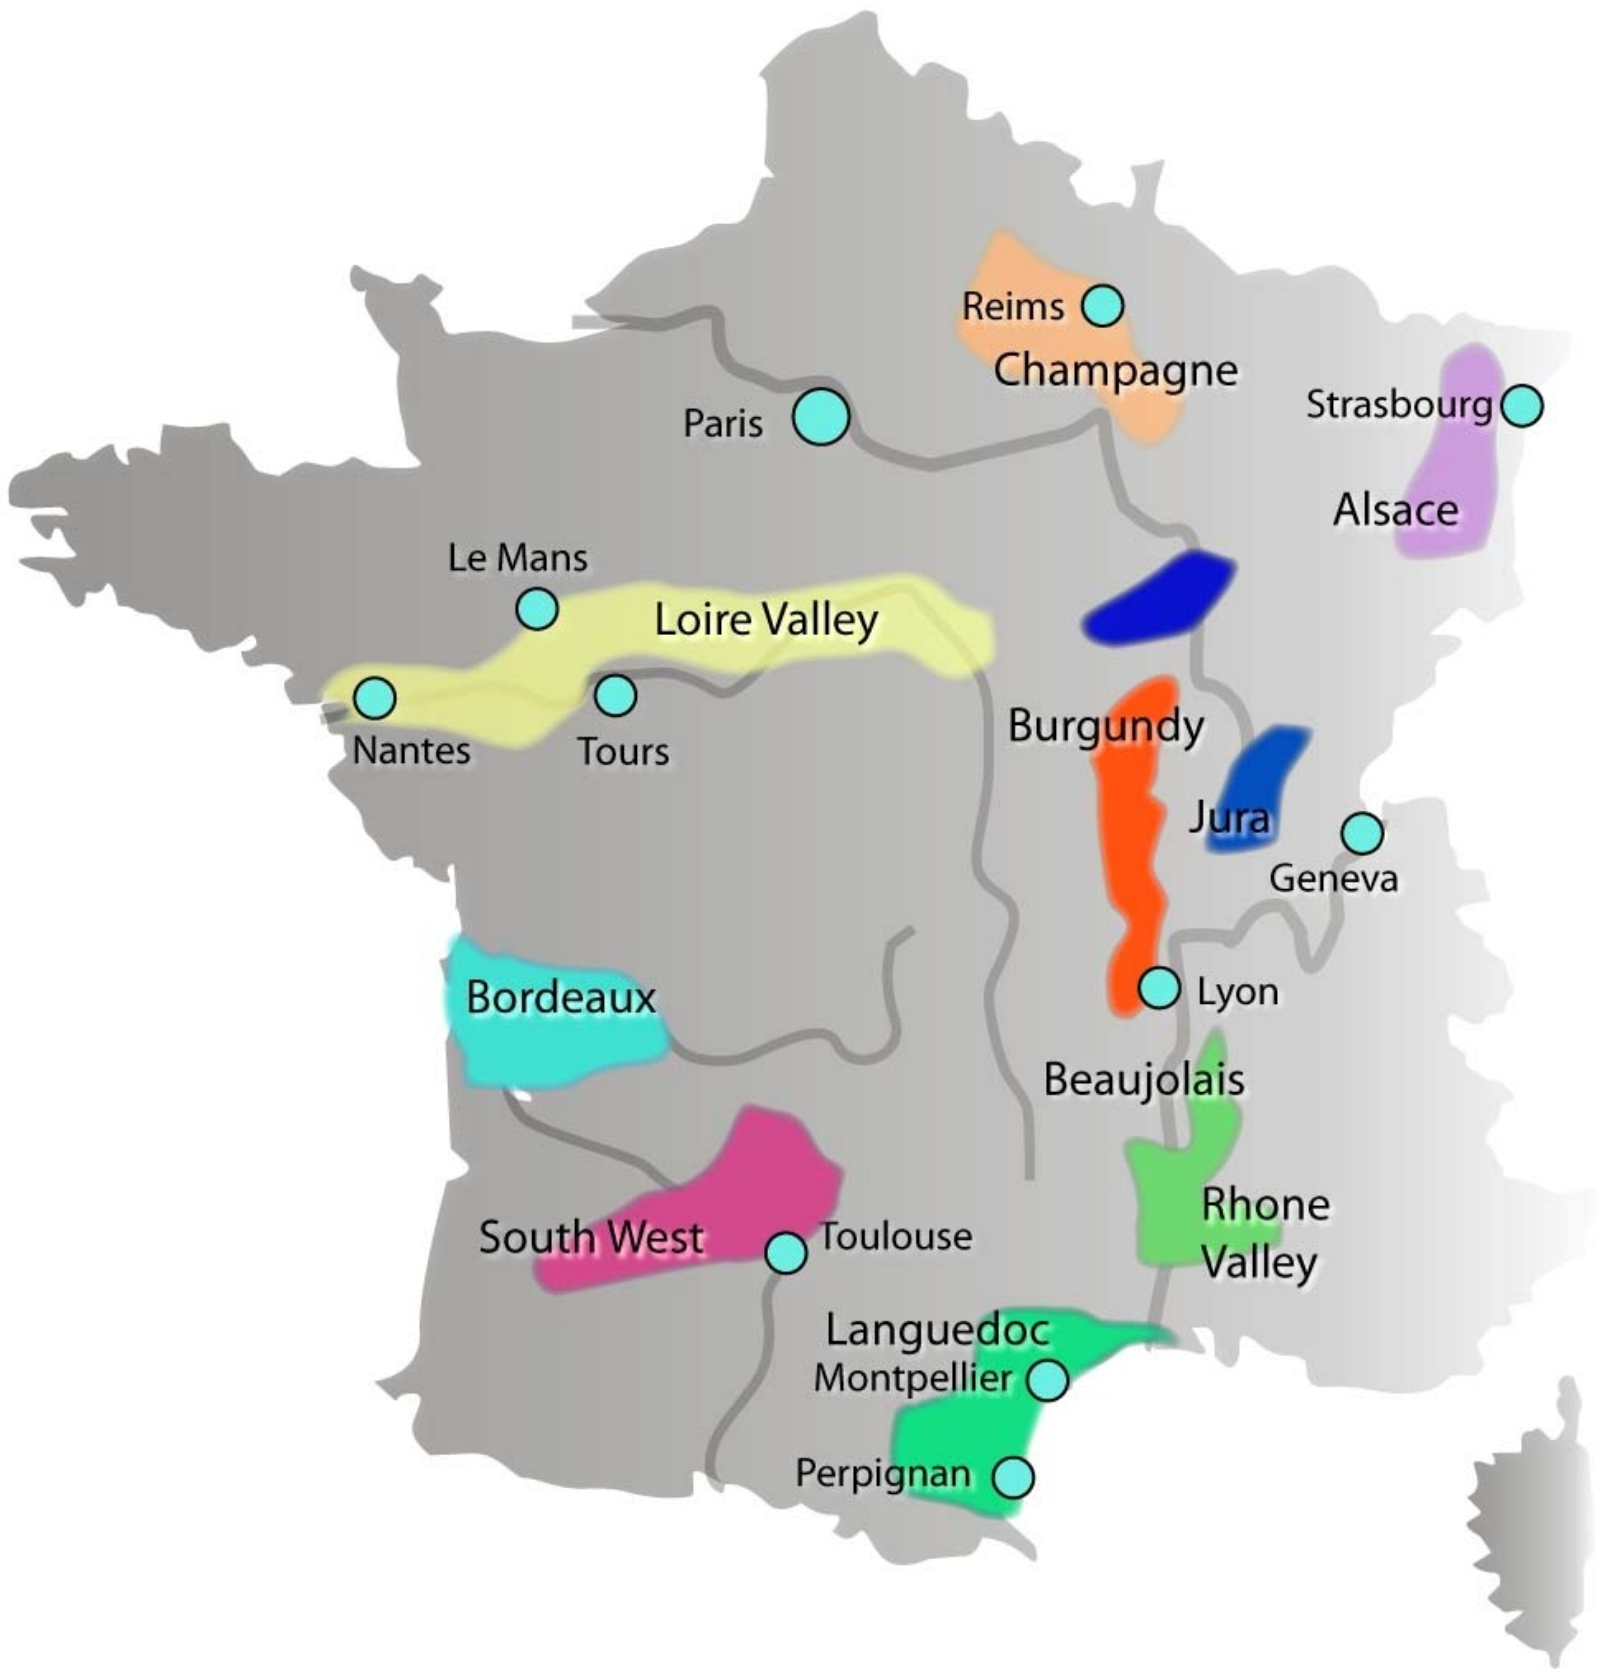 Reims
Champagne
Paris
Strasbourg
Alsace
Le Mans
Loire Valley
Nantes
Tours
Burgundy
Jura
Geneva
Bordeaux
Lyon
Beaujolais
South West
Toulouse
Rhone
Valley
Languedoc
Montpellier
Perpignan